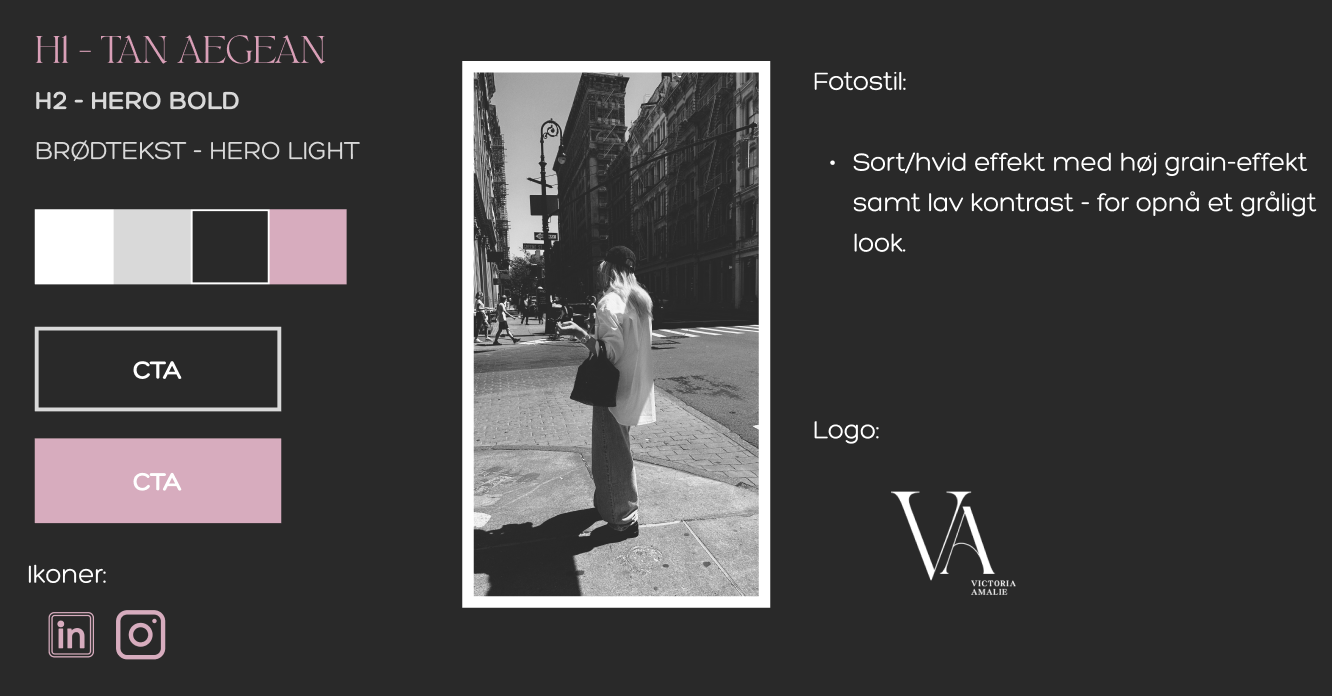 H1 - TAN AEGEAN
H2 - HERO BOLD
BRØDTEKST - HERO LIGHT
CTA
CTA
Ikoner:
in
Fotostil:
• Sort/hvid effekt med høj grain-effekt
samt lav kontrast - for opnå et gråligt
look.
Logo:
VA
VICTORIA
AMALIE